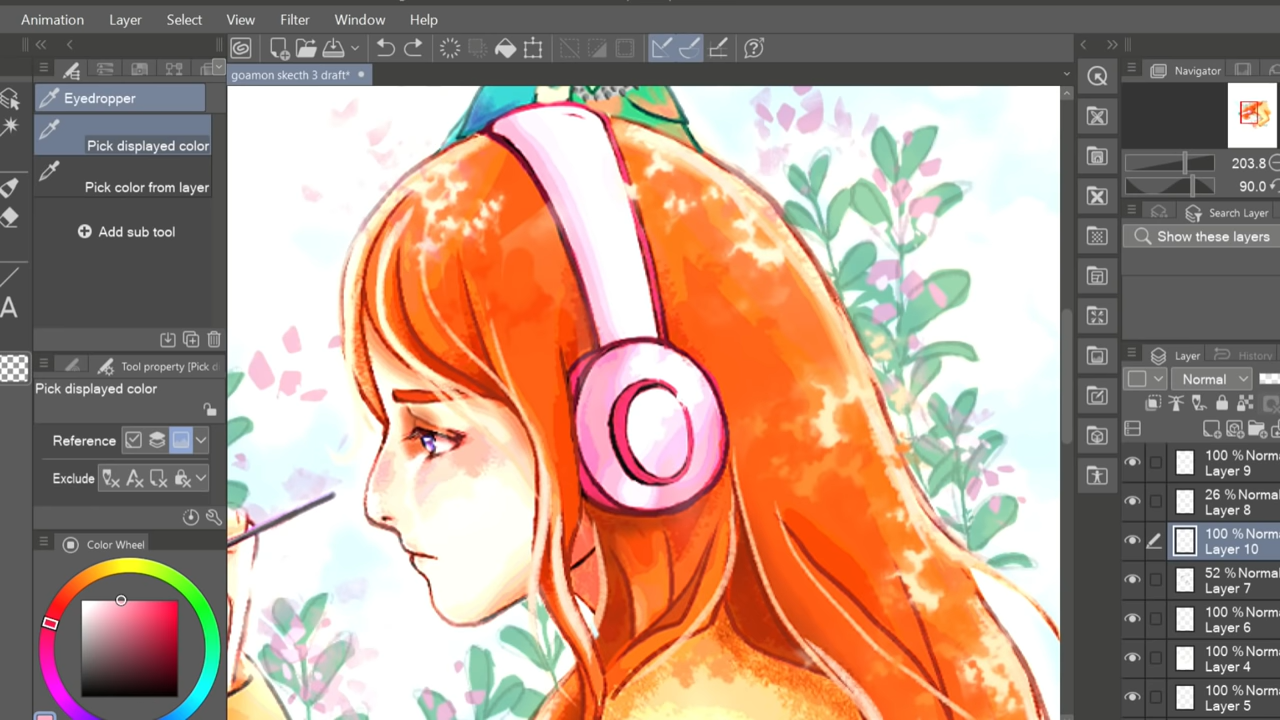 Animation Layer Select View Filter Window Help
goamon skecth 3 draft*
Eyedropper
Pick displayed color
Pick color from layer
Add sub tool
Tool property [Pick d
Pick displayed color
Reference
Exclude
Color Wheel
A
Navigator
203.8
90.0
Search Layer
Show these layers
Layer History
Normal
100 % Norma
Layer 9
26 % Norma
Layer 8
100 % Norma
Layer 10
52 % Norma
Layer 7
100 % Norma
Layer 6
100 % Norma
Layer 4
100 % Norma
Layer 5